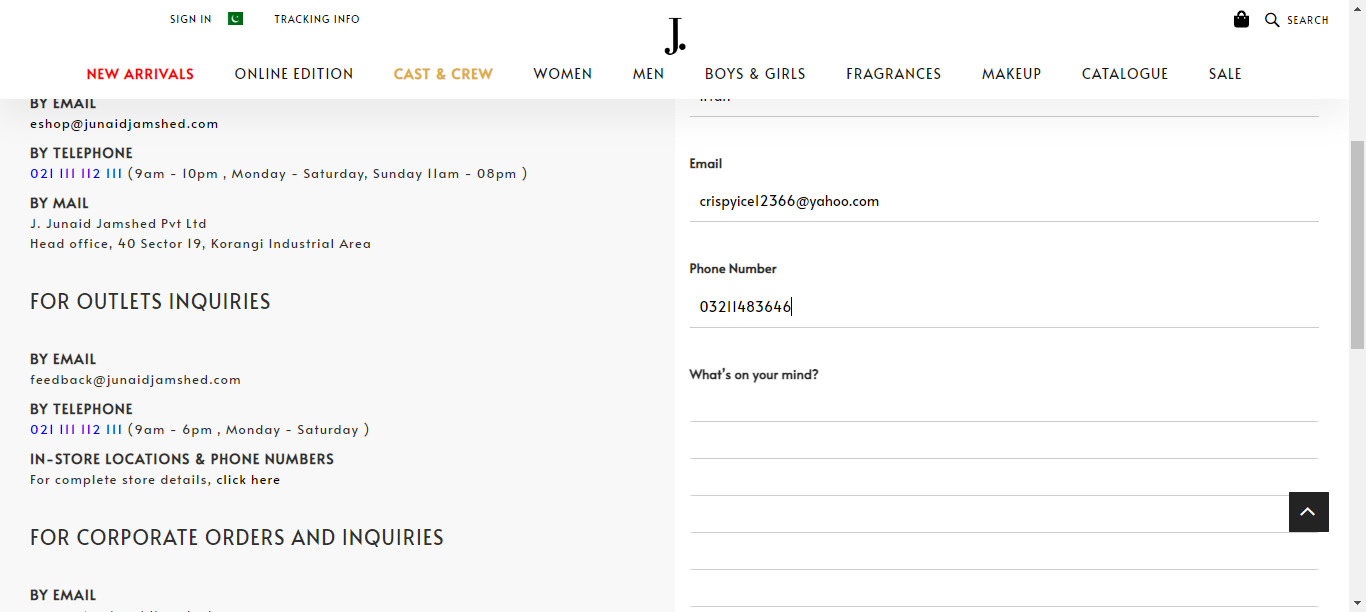 SIGN IN
TRACKING INFO
J.
SEARCH
NEW ARRIVALS
ONLINE EDITION
CAST & CREW
WOMEN
MEN
BOYS & GIRLS
FRAGRANCES
MAKEUP
CATALOGUE
SALE
BY EMAIL
eshop@junaidjamshed.com
BY TELEPHONE
021 111 112 111 (9am - 10pm , Monday - Saturday, Sunday 11am - 08pm )
BY MAIL
J. Junaid Jamshed Pvt Ltd
Head office, 40 Sector 19, Korangi Industrial Area
FOR OUTLETS INQUIRIES
BY EMAIL
feedback@junaidjamshed.com
BY TELEPHONE
021 111 112 111 (9am - 6pm , Monday - Saturday )
IN-STORE LOCATIONS & PHONE NUMBERS
For complete store details, click here
FOR CORPORATE ORDERS AND INQUIRIES
BY EMAIL
Email
crispyice12366@yahoo.com
Phone Number
03211483646
What's on your mind?